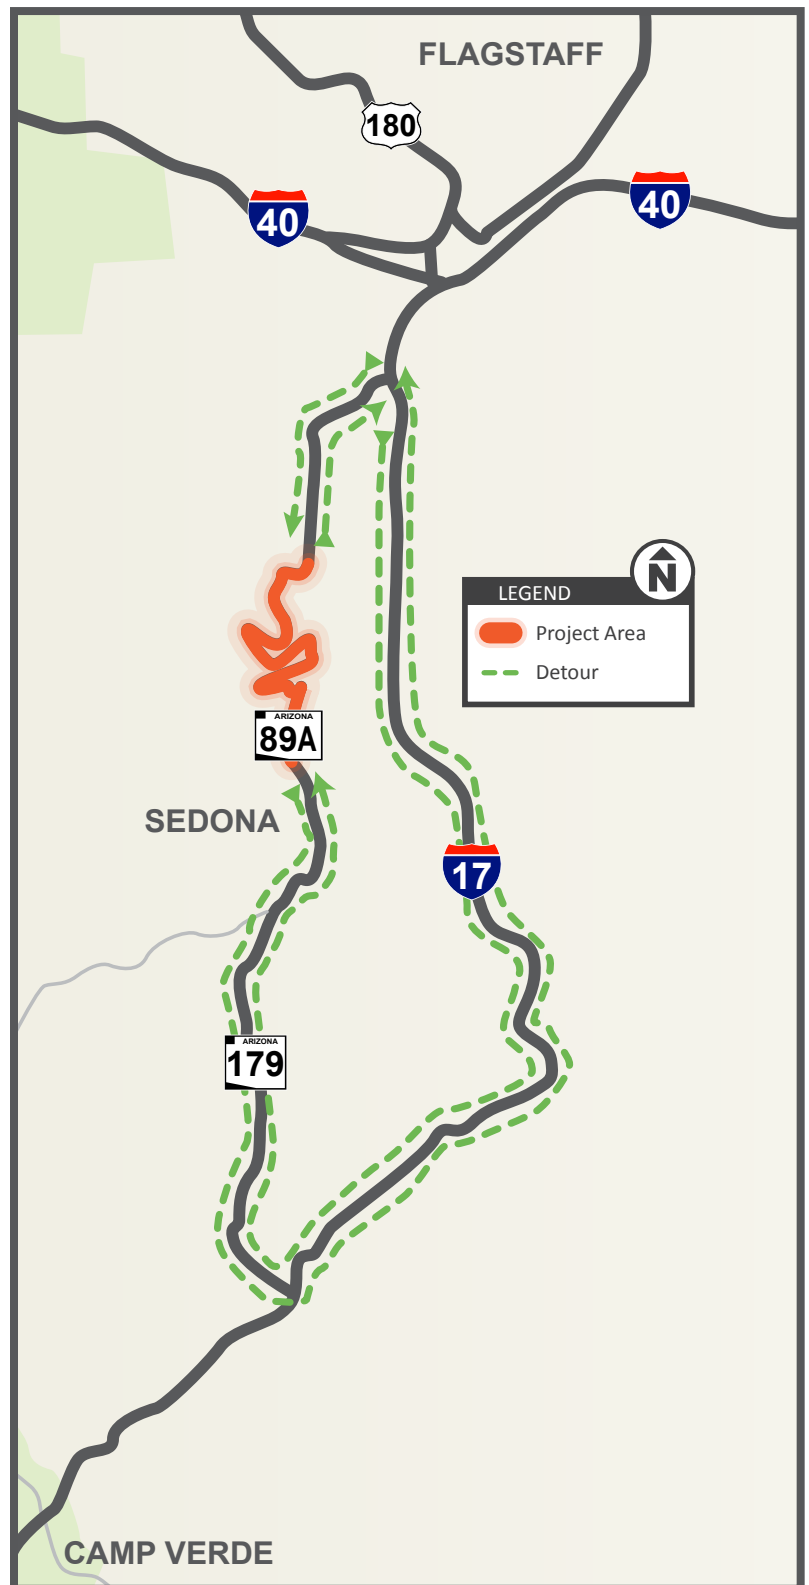 FLAGSTAFF
180
40
40
N
LEGEND
Project Area
Detour
ARIZONA
89A
SEDONA
17
ARIZONA
179
CAMP VERDE